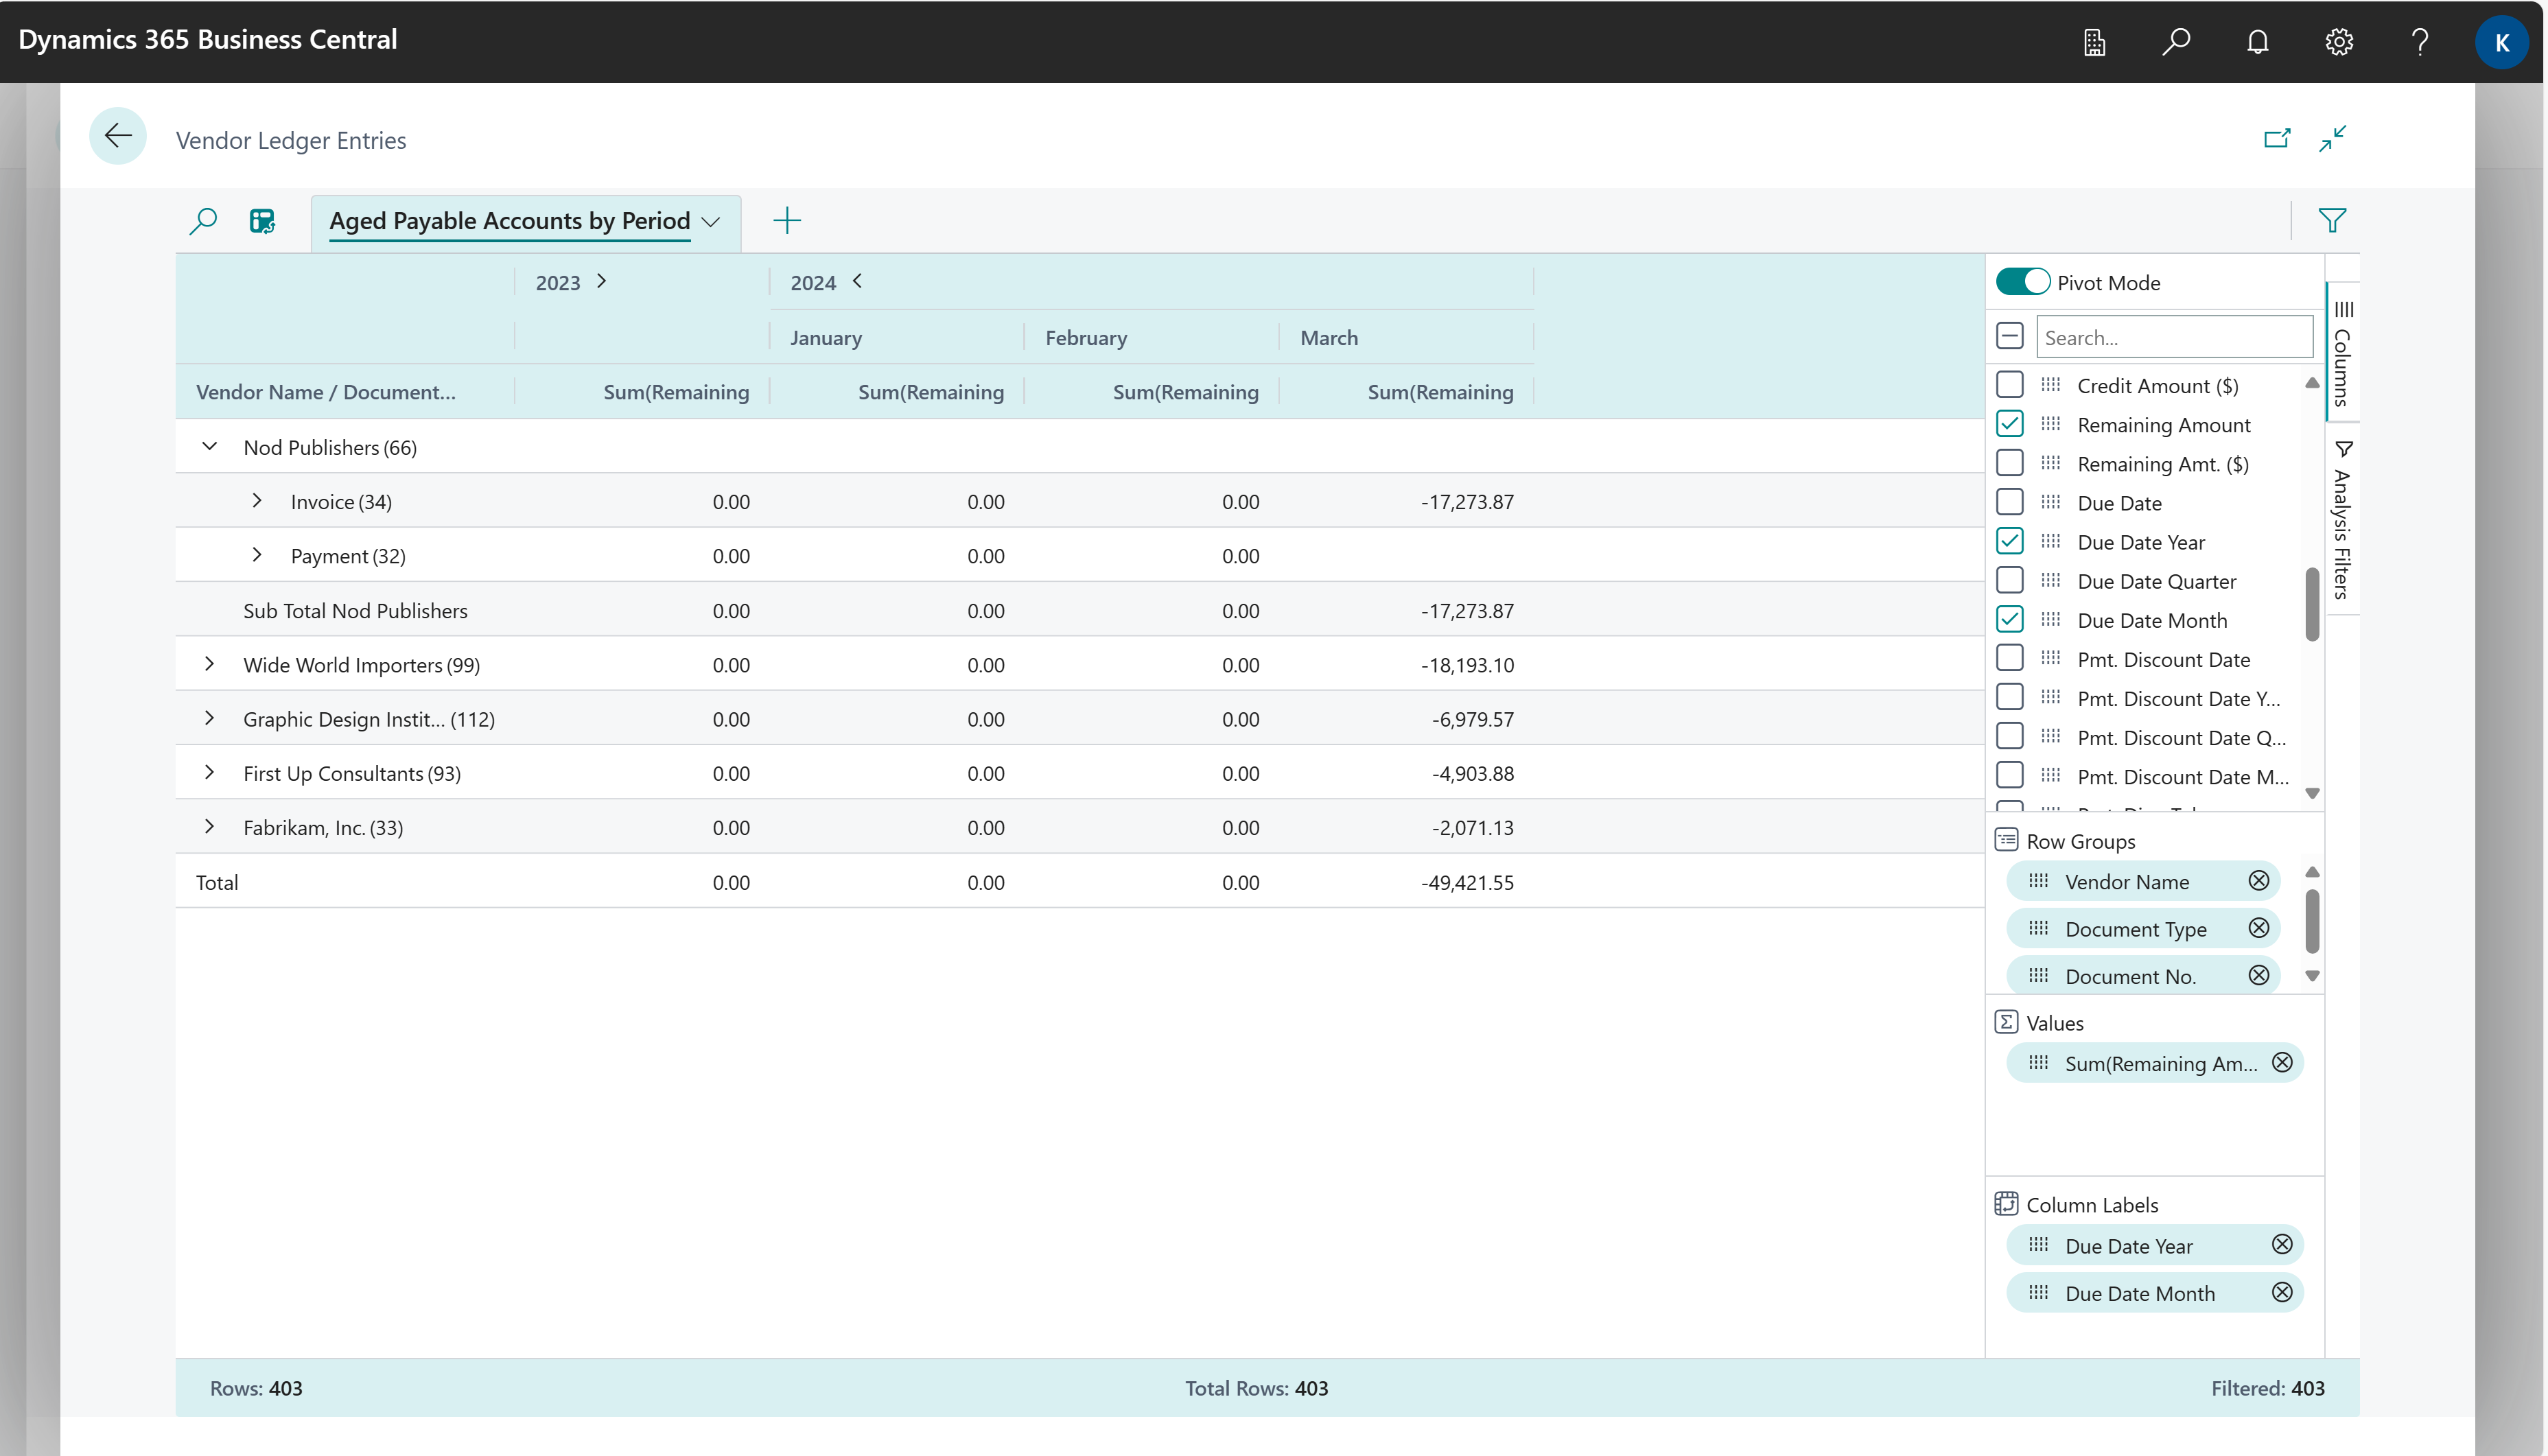 Dynamics 365 Business Central
K
Vendor Ledger Entries
Aged Payable Accounts by Period
2023 2024
January February March
Vendor Name / Document... Sum(Remaining Sum(Remaining Sum(Remaining Sum(Remaining
Nod Publishers (66)
Invoice (34) 0.00 0.00 0.00 -17,273.87
Payment (32) 0.00 0.00 0.00
Sub Total Nod Publishers 0.00 0.00 0.00 -17,273.87
Wide World Importers (99) 0.00 0.00 0.00 -18,193.10
Graphic Design Instit... (112) 0.00 0.00 0.00 -6,979.57
First Up Consultants (93) 0.00 0.00 0.00 -4,903.88
Fabrikam, Inc. (33) 0.00 0.00 0.00 -2,071.13
Total 0.00 0.00 0.00 -49,421.55
Pivot Mode
Search...
Credit Amount ($)
Remaining Amount
Remaining Amt. ($)
Due Date
Due Date Year
Due Date Quarter
Due Date Month
Pmt. Discount Date
Pmt. Discount Date Y...
Pmt. Discount Date Q...
Pmt. Discount Date M...
Row Groups
Vendor Name
Document Type
Document No.
Values
Sum(Remaining Am...
Column Labels
Due Date Year
Due Date Month
Columns
Analysis Filters
Rows: 403 Total Rows: 403 Filtered: 403